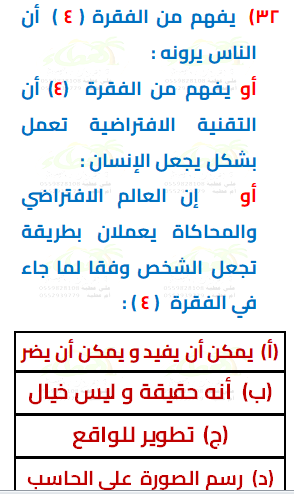 ٣٢) يفهم من الفقرة ( ٤ ) أن
الناس يرونه :
أو يفهم من الفقرة (٤) أن
التقنية الافتراضية تعمل
بشكل يجعل الإنسان :
أو إن العالم الافتراضي
والمحاكاة يعملان بطريقة
تجعل الشخص وفقا لما جاء
في الفقرة ( ٤ ) :
(أ) يمكن أن يفيد و يمكن أن يضر
(ب) أنه حقيقة و ليس خيال
(ج) تطوير للواقع
(د) رسم الصورة على الحاسب